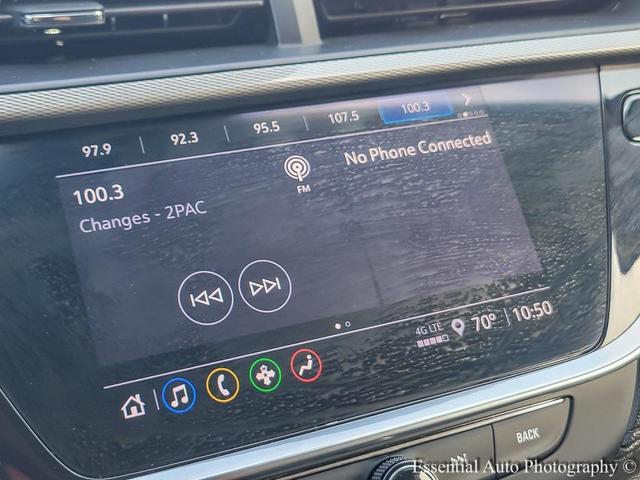 97.9 92.3 95.5 107.5 100.3
100.3
FM
No Phone Connected
Changes - 2PAC
4G LTE 70° 10:50
BACK
Essential Auto Photography ©